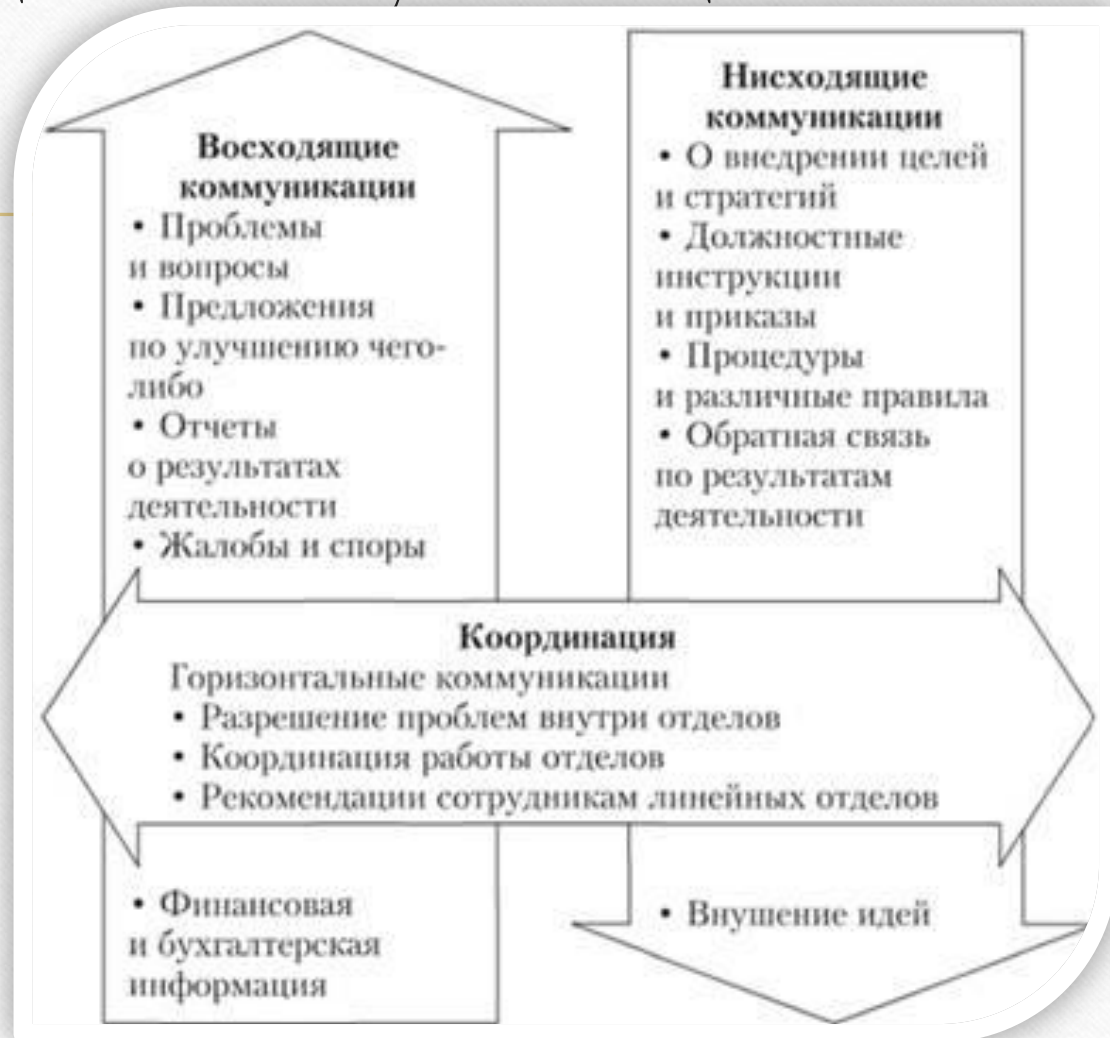 Восходящие
коммуникации
• Проблемы
и вопросы
• Предложения
по улучшению чего-
либо
• Отчеты
о результатах
деятельности
• Жалобы и споры
Нисходящие
коммуникации
• О внедрении целей
и стратегий
• Должностные
инструкции
и приказы
• Процедуры
и различные правила
• Обратная связь
по результатам
деятельности
Координация
Горизонтальные коммуникации
• Разрешение проблем внутри отделов
• Координация работы отделов
• Рекомендации сотрудникам линейных отделов
• Финансовая
и бухгалтерская
информация
• Внушение идей